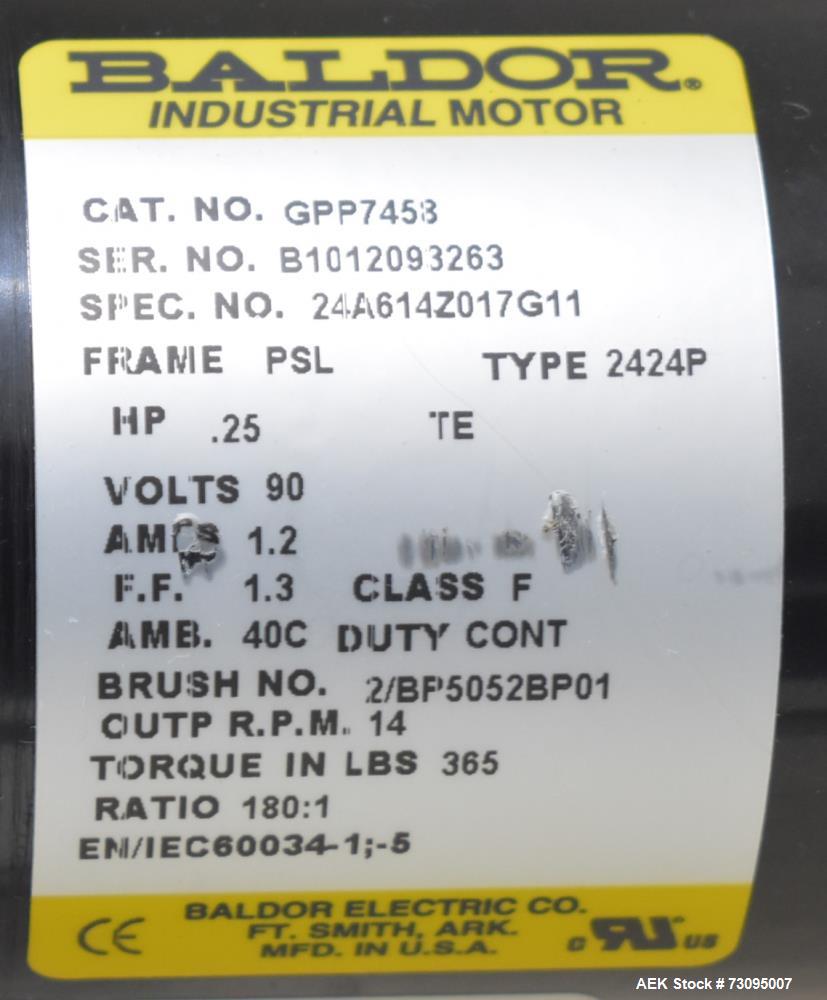 BALDOR®
INDUSTRIAL MOTOR
CAT. NO. GPP7458
SER. NO. B1012093263
SPEC. NO. 24A614Z017G11
FRAME PSL TYPE 2424P
HP .25 TE
VOLTS 90
AMPS 1.2
F.F. 1.3 CLASS F
AMB. 40C DUTY CONT
BRUSH NO. 2/BP5052BP01
OUTP R.P.M. 14
TORQUE IN LBS 365
RATIO 180:1
EN/IEC60034-1;-5
BALDOR ELECTRIC CO.
FT. SMITH, ARK.
MFD. IN U.S.A.
CE
c RU US
AEK Stock # 73095007